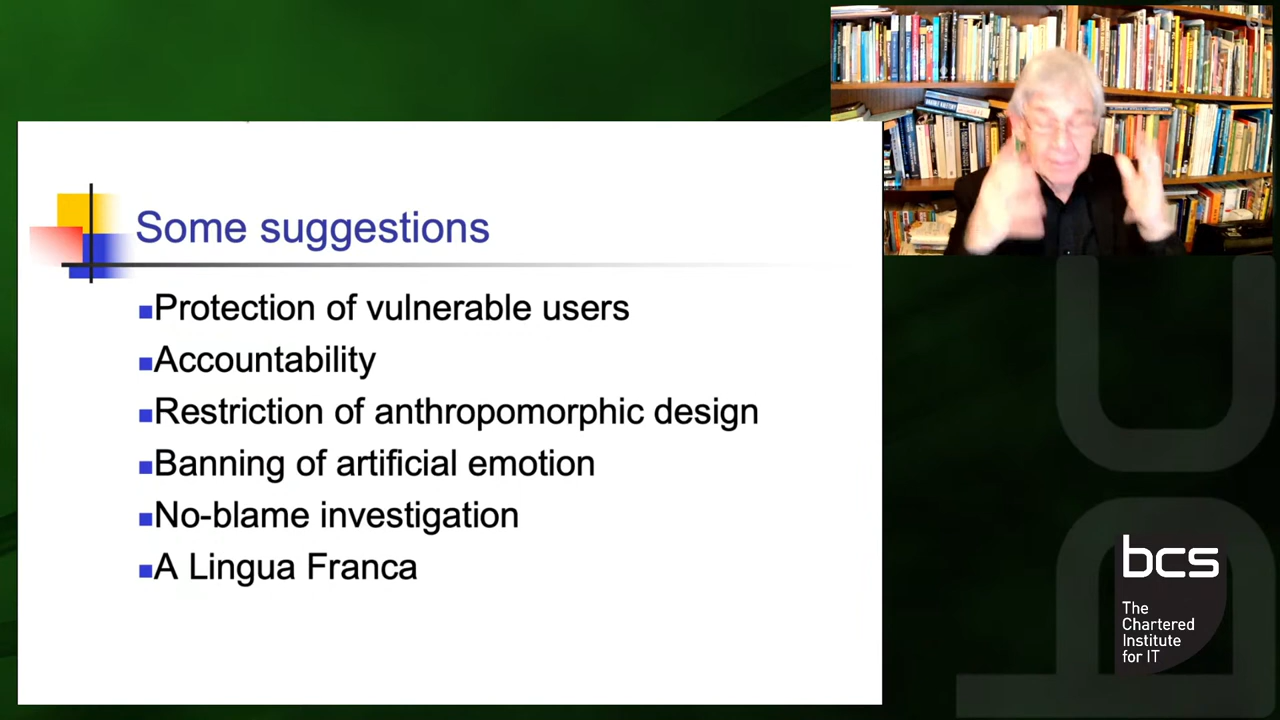 Some suggestions
Protection of vulnerable users
Accountability
Restriction of anthropomorphic design
Banning of artificial emotion
No-blame investigation
A Lingua Franca
bcs
The
Chartered
Institute
for IT